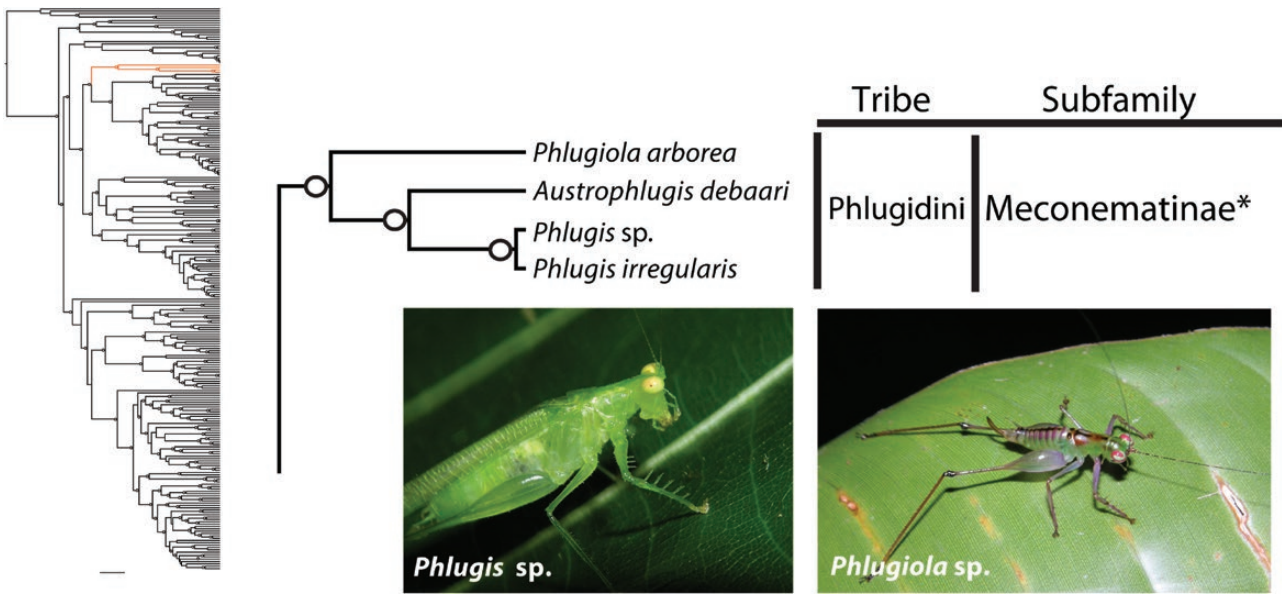 Tribe Subfamily
Phlugiola arborea
Austrophlugis debaari
Phlugis sp.
Phlugis irregularis
Phlugidini Meconematinae*
Phlugis sp.
Phlugiola sp.